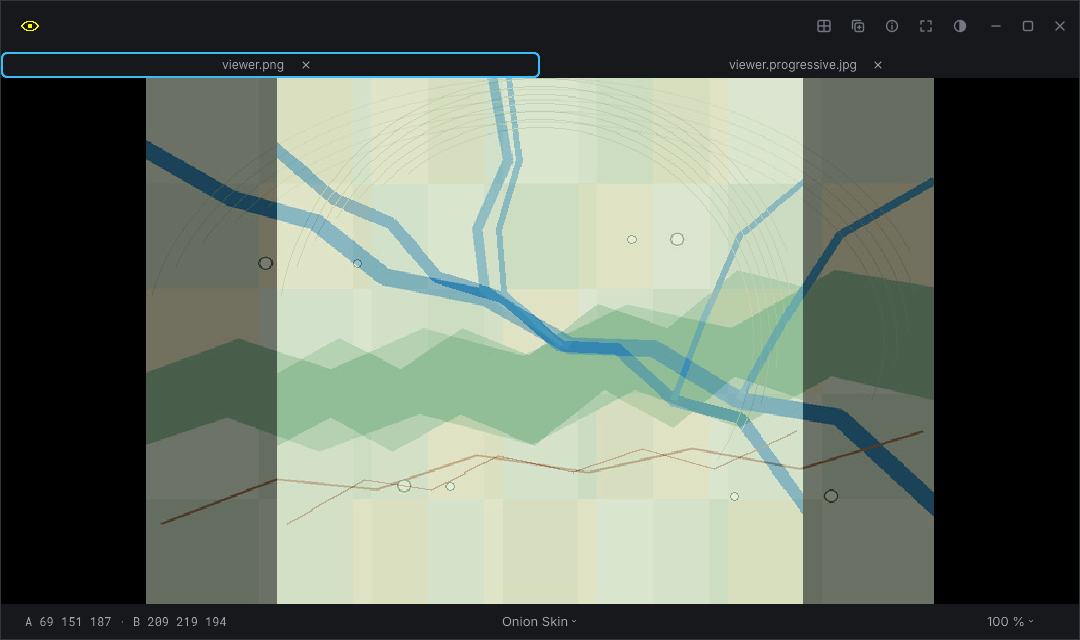 viewer.png
viewer.progressive.jpg
A 69 151 187 · B 209 219 194
Onion Skin
100 %